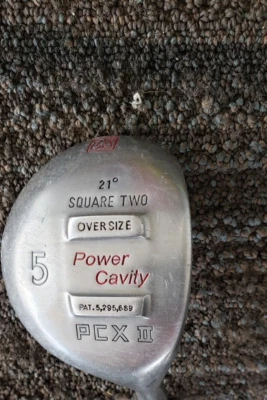 21°
SQUARE TWO
OVERSIZE
5
Power
Cavity
PAT. 5,295,689
PCX II